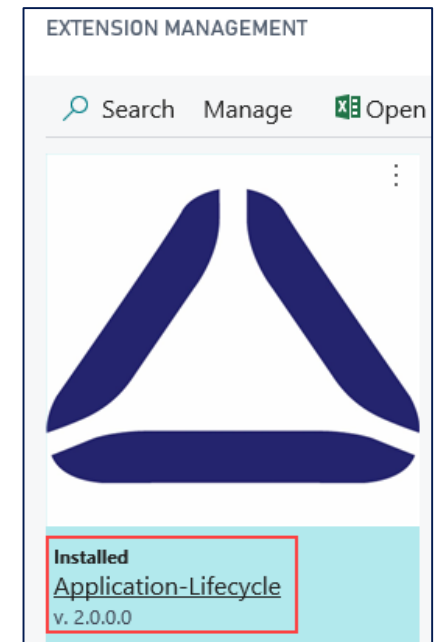 EXTENSION MANAGEMENT
Search Manage Open
Installed
Application-Lifecycle
v. 2.0.0.0